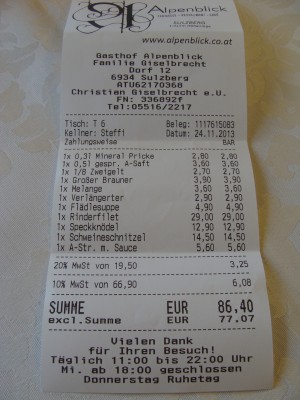 Alpenblick
SULZBERG
www.alpenblick.co.at
Gasthof Alpenblick
Familie Giselbrecht
Dorf 12
6934 Sulzberg
ATU62170368
Christian Giselbrecht e.U.
FN: 336892f
Tel:05516/2217
Tisch: T 6 Beleg: 1117615083
Kellner: Steffi Datum: 24.11.2013
Zahlungsweise BAR
1x 0,3l Mineral Pricke 2,80 2,80
1x 0,5l gespr. A-Saft 3,60 3,60
1x 1/8 Zweigelt 2,70 2,70
1x Großer Brauner 3,90 3,90
1x Melange 3,60 3,60
1x Verlängerter 2,90 2,90
1x Flädlesuppe 4,90 4,90
1x Rinderfilet 29,00 29,00
1x Speckknödel 12,90 12,90
1x Schweineschnitzel 14,50 14,50
1x A-Str. m. Sauce 5,60 5,60
20% MwSt von 19,50 3,25
10% MwSt von 66,90 6,08
SUMME EUR 86,40
excl.Summe EUR 77,07
Vielen Dank
für Ihren Besuch!
Täglich 11:00 bis 22:00 Uhr
Mi. ab 18:00 geschlossen
Donnerstag Ruhetag